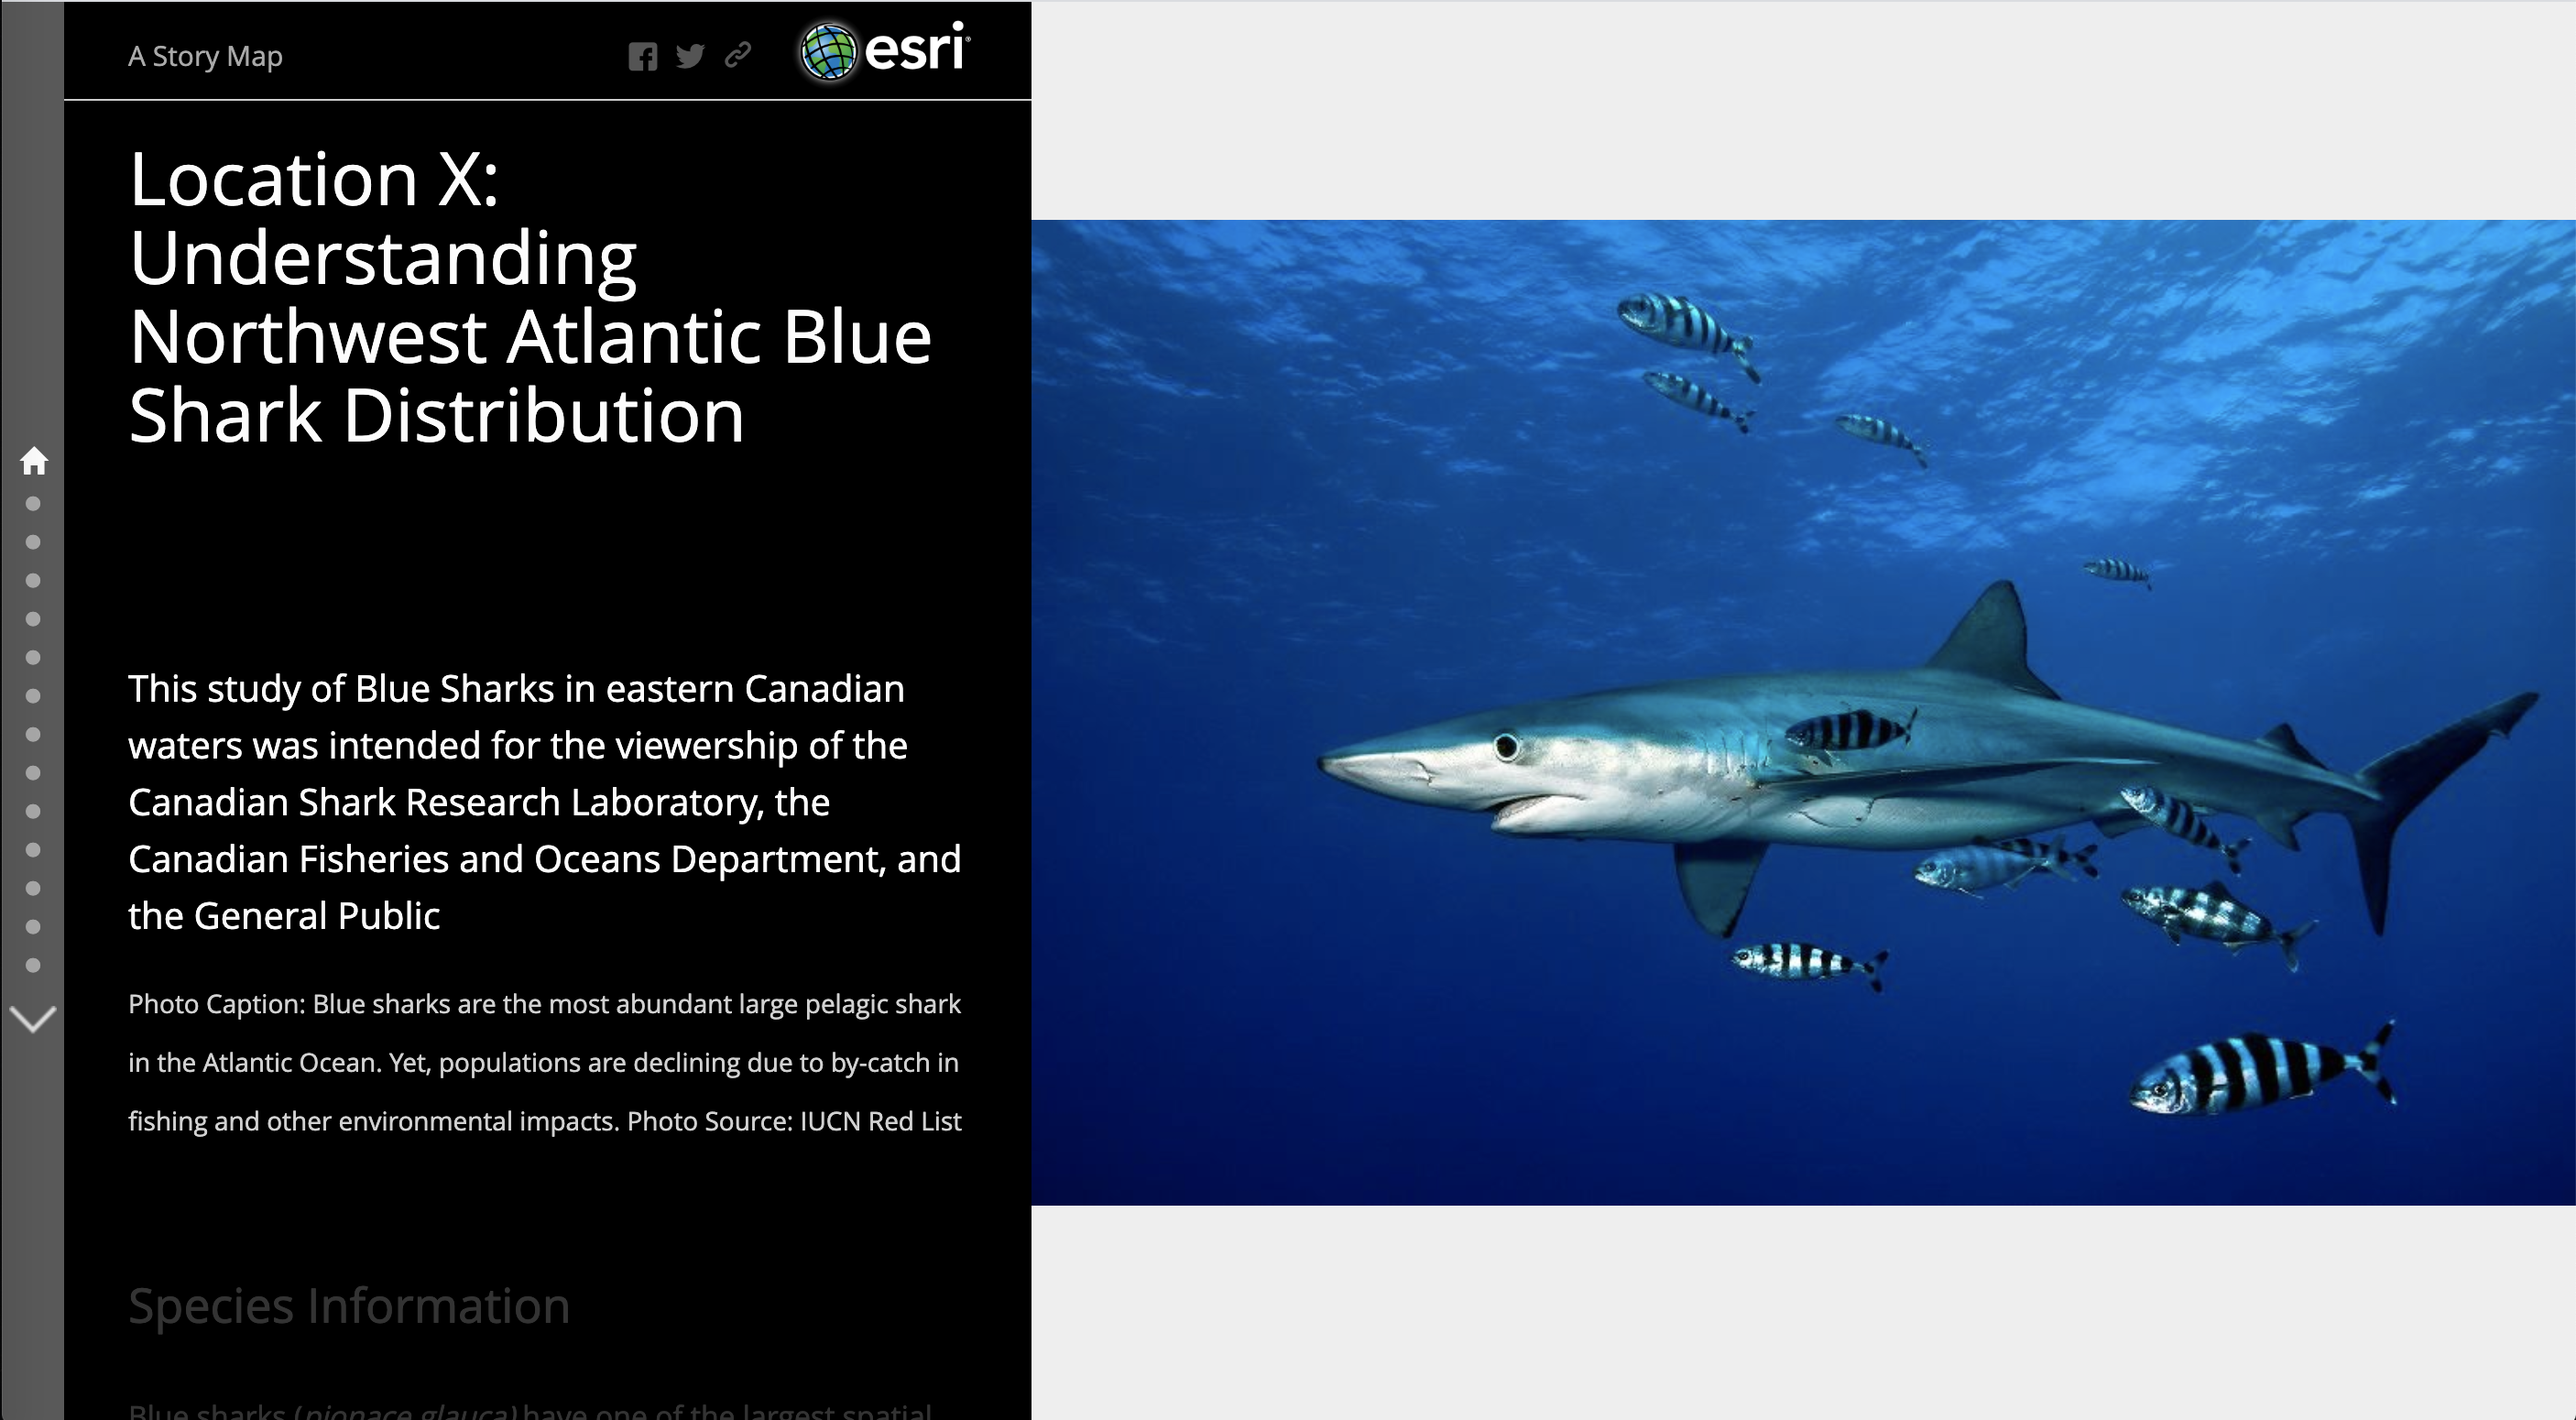 A Story Map
esri
Location X:
Understanding
Northwest Atlantic Blue
Shark Distribution
This study of Blue Sharks in eastern Canadian
waters was intended for the viewership of the
Canadian Shark Research Laboratory, the
Canadian Fisheries and Oceans Department, and
the General Public
Photo Caption: Blue sharks are the most abundant large pelagic shark
in the Atlantic Ocean. Yet, populations are declining due to by-catch in
fishing and other environmental impacts. Photo Source: IUCN Red List
Species Information
Blue sharks (pionace glauca) have one of the largest spatial